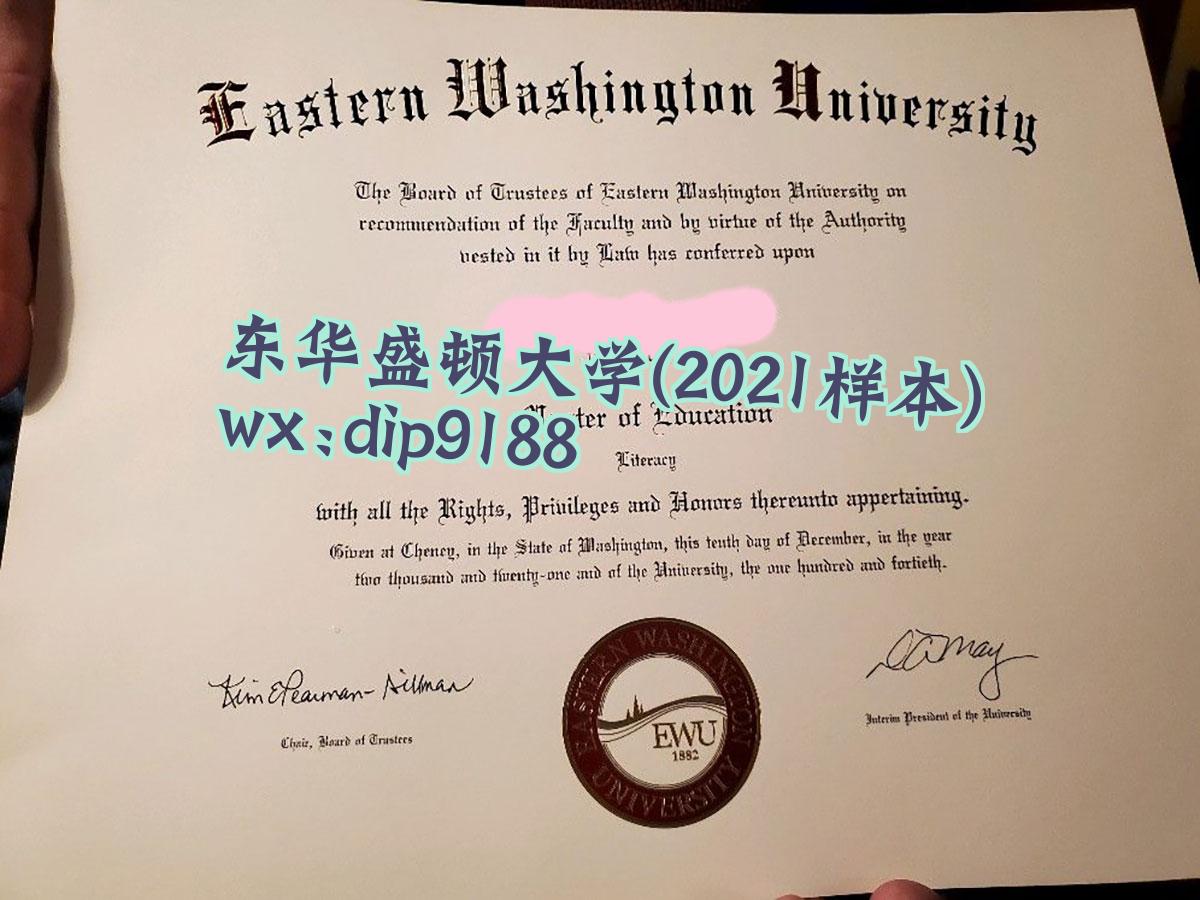 Eastern Washington University
The Board of Trustees of Eastern Washington University on
recommendation of the Faculty and by virtue of the Authority
vested in it by Law has conferred upon
东华盛顿大学(2021样本)
wx:dip9188
Master of Education
Literacy
with all the Rights, Privileges and Honors thereunto appertaining.
Given at Cheney, in the State of Washington, this tenth day of December, in the year
two thousand and twenty-one and of the University, the one hundred and fortieth.
Kim E Pearman-Gillman
Chair, Board of Trustees
EASTERN WASHINGTON UNIVERSITY
EWU
1882
May
Interim President of the University